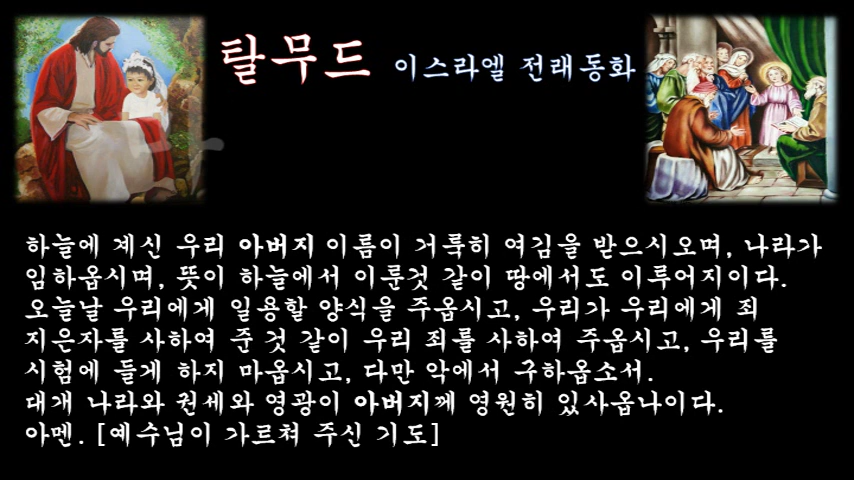 탈무드 이스라엘 전래동화
하늘에 계신 우리 아버지 이름이 거룩히 여김을 받으시오며, 나라가
임하옵시며, 뜻이 하늘에서 이룬것 같이 땅에서도 이루어지이다.
오늘날 우리에게 일용할 양식을 주옵시고, 우리가 우리에게 죄
지은자를 사하여 준 것 같이 우리 죄를 사하여 주옵시고, 우리를
시험에 들게 하지 마옵시고, 다만 악에서 구하옵소서.
대개 나라와 권세와 영광이 아버지께 영원히 있사옵나이다.
아멘. [예수님이 가르쳐 주신 기도]